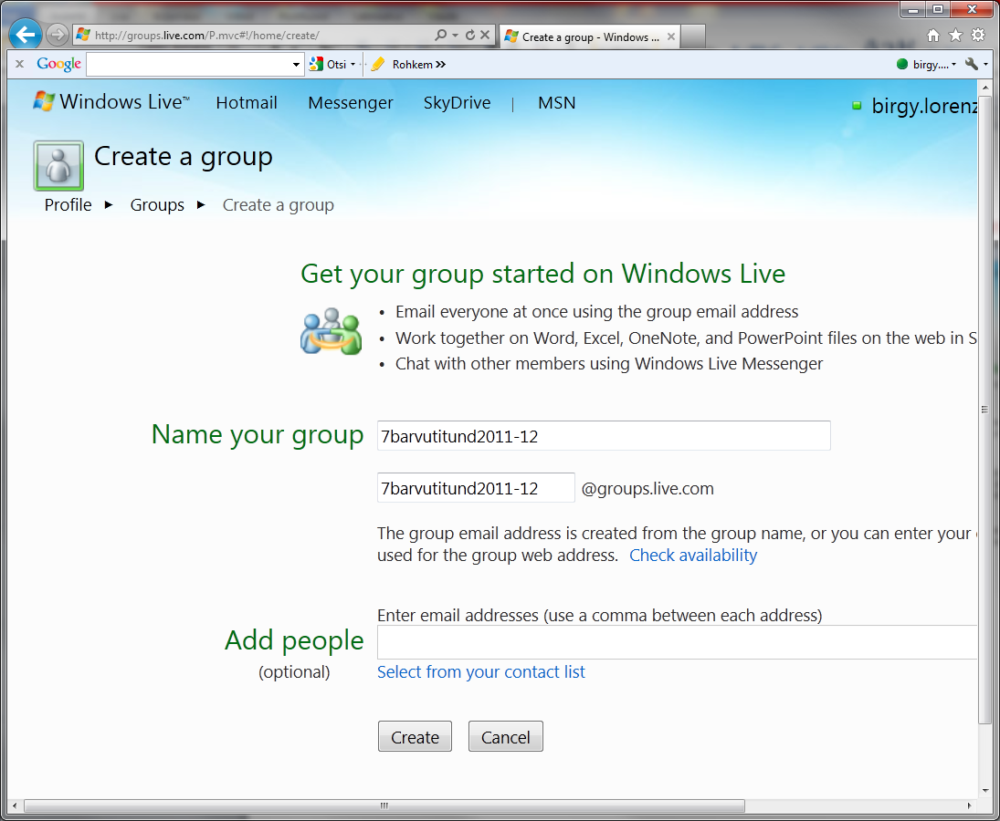 http://groups.live.com/P.mvc#!/home/create/
Create a group - Windows ...
x Google Otsi Rohkem >> birgy....
Windows Live™ Hotmail Messenger SkyDrive | MSN birgy.lorenz
Create a group
Profile ► Groups ► Create a group
Get your group started on Windows Live
• Email everyone at once using the group email address
• Work together on Word, Excel, OneNote, and PowerPoint files on the web in S
• Chat with other members using Windows Live Messenger
Name your group 7barvutitund2011-12
7barvutitund2011-12 @groups.live.com
The group email address is created from the group name, or you can enter your
used for the group web address. Check availability
Enter email addresses (use a comma between each address)
Add people
(optional) Select from your contact list
Create Cancel